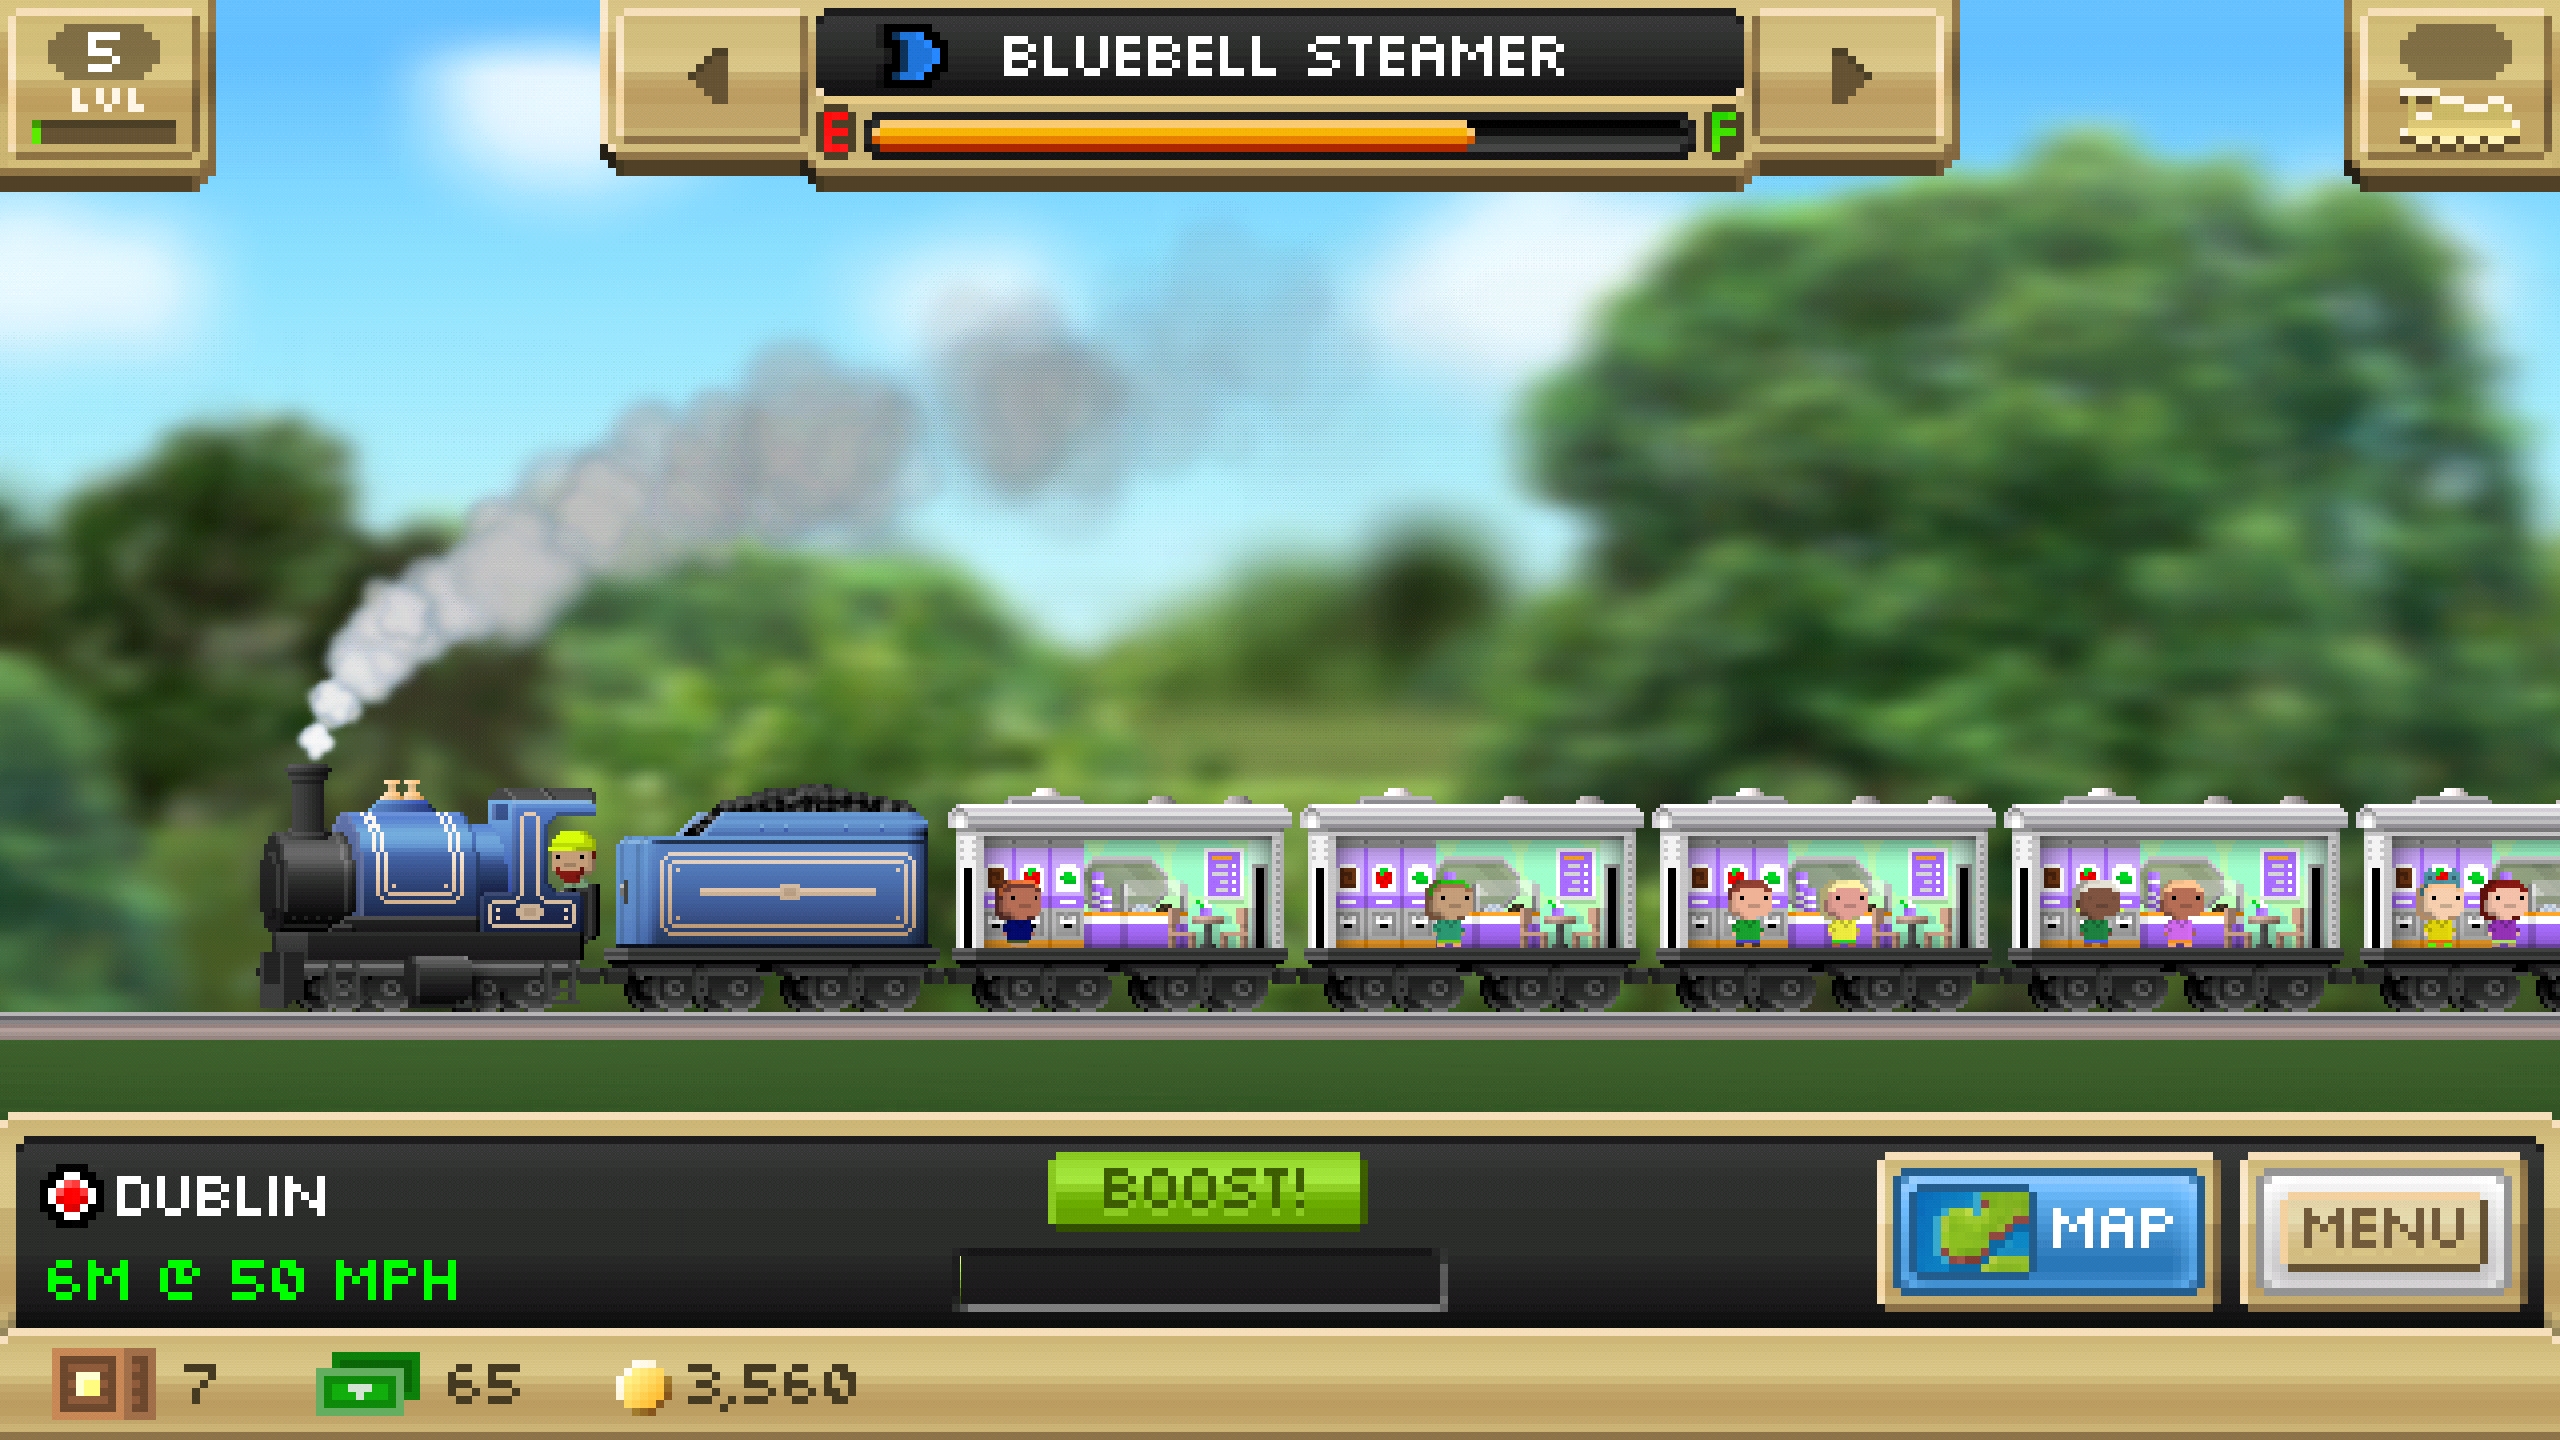 5
LVL
BLUEBELL STEAMER
E F
DUBLIN
6M @ 50 MPH
BOOST!
MAP
MENU
7
65
3,560